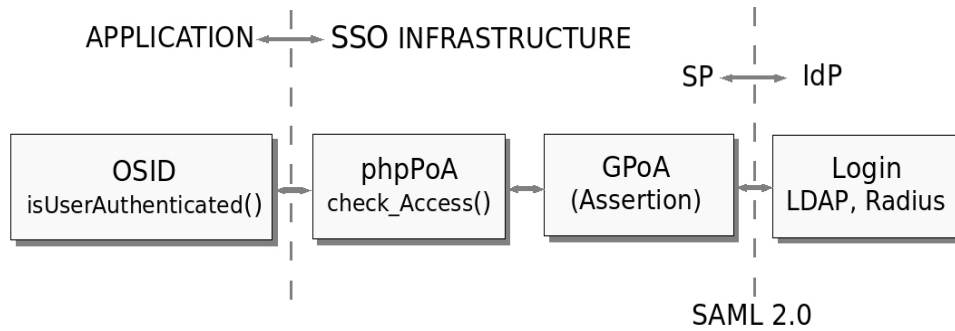 APPLICATION SSO INFRASTRUCTURE
SP IdP
OSID
isUserAuthenticated()
phpPoA
check_Access()
GPoA
(Assertion)
Login
LDAP, Radius
SAML 2.0